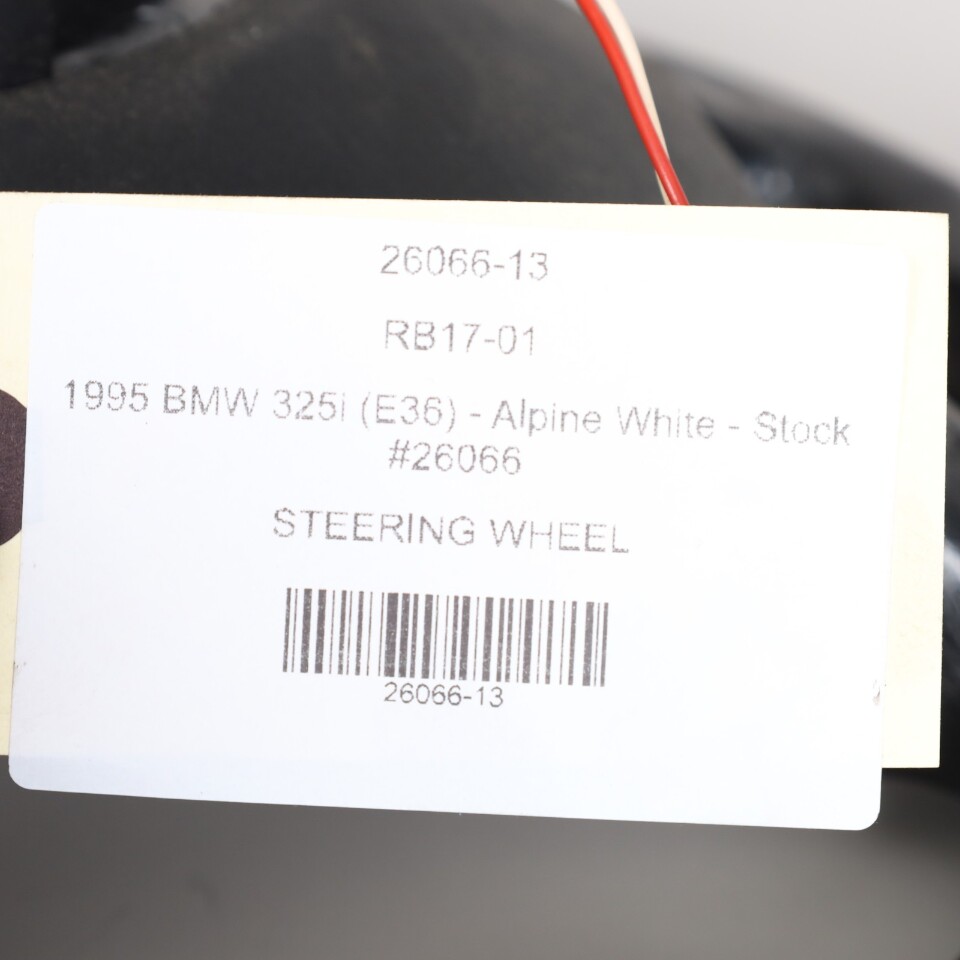 26066-13
RB17-01
1995 BMW 325i (E36) - Alpine White - Stock
#26066
STEERING WHEEL
26066-13